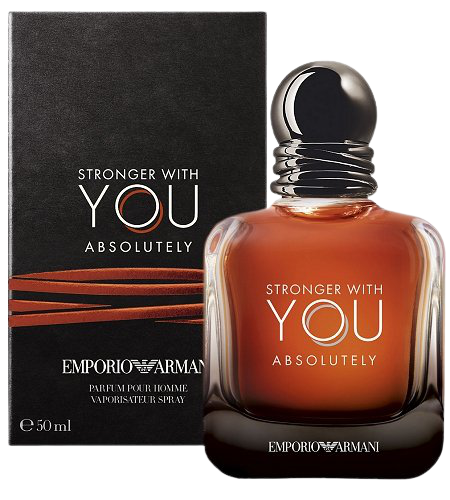 STRONGER WITH
YOU
ABSOLUTELY
EMPORIO ARMANI
PARFUM POUR HOMME
VAPORISATEUR SPRAY
℮ 50 ml
STRONGER WITH
YOU
ABSOLUTELY
EMPORIO ARMANI